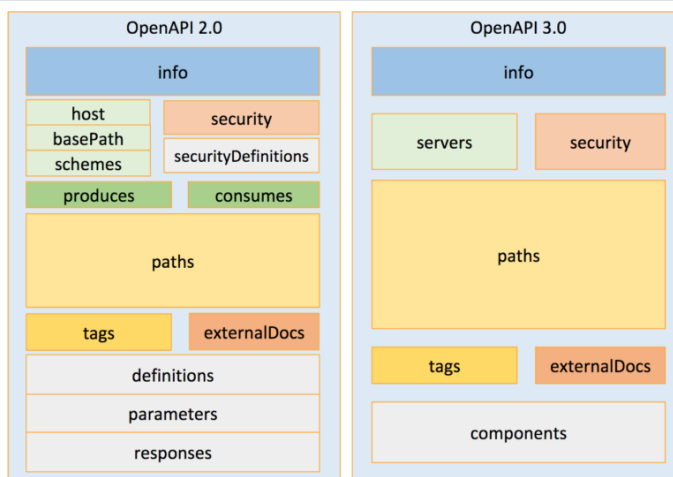 OpenAPI 2.0
info
host
basePath
schemes
security
securityDefinitions
produces
consumes
paths
tags
externalDocs
definitions
parameters
responses
OpenAPI 3.0
info
servers
security
paths
tags
externalDocs
components